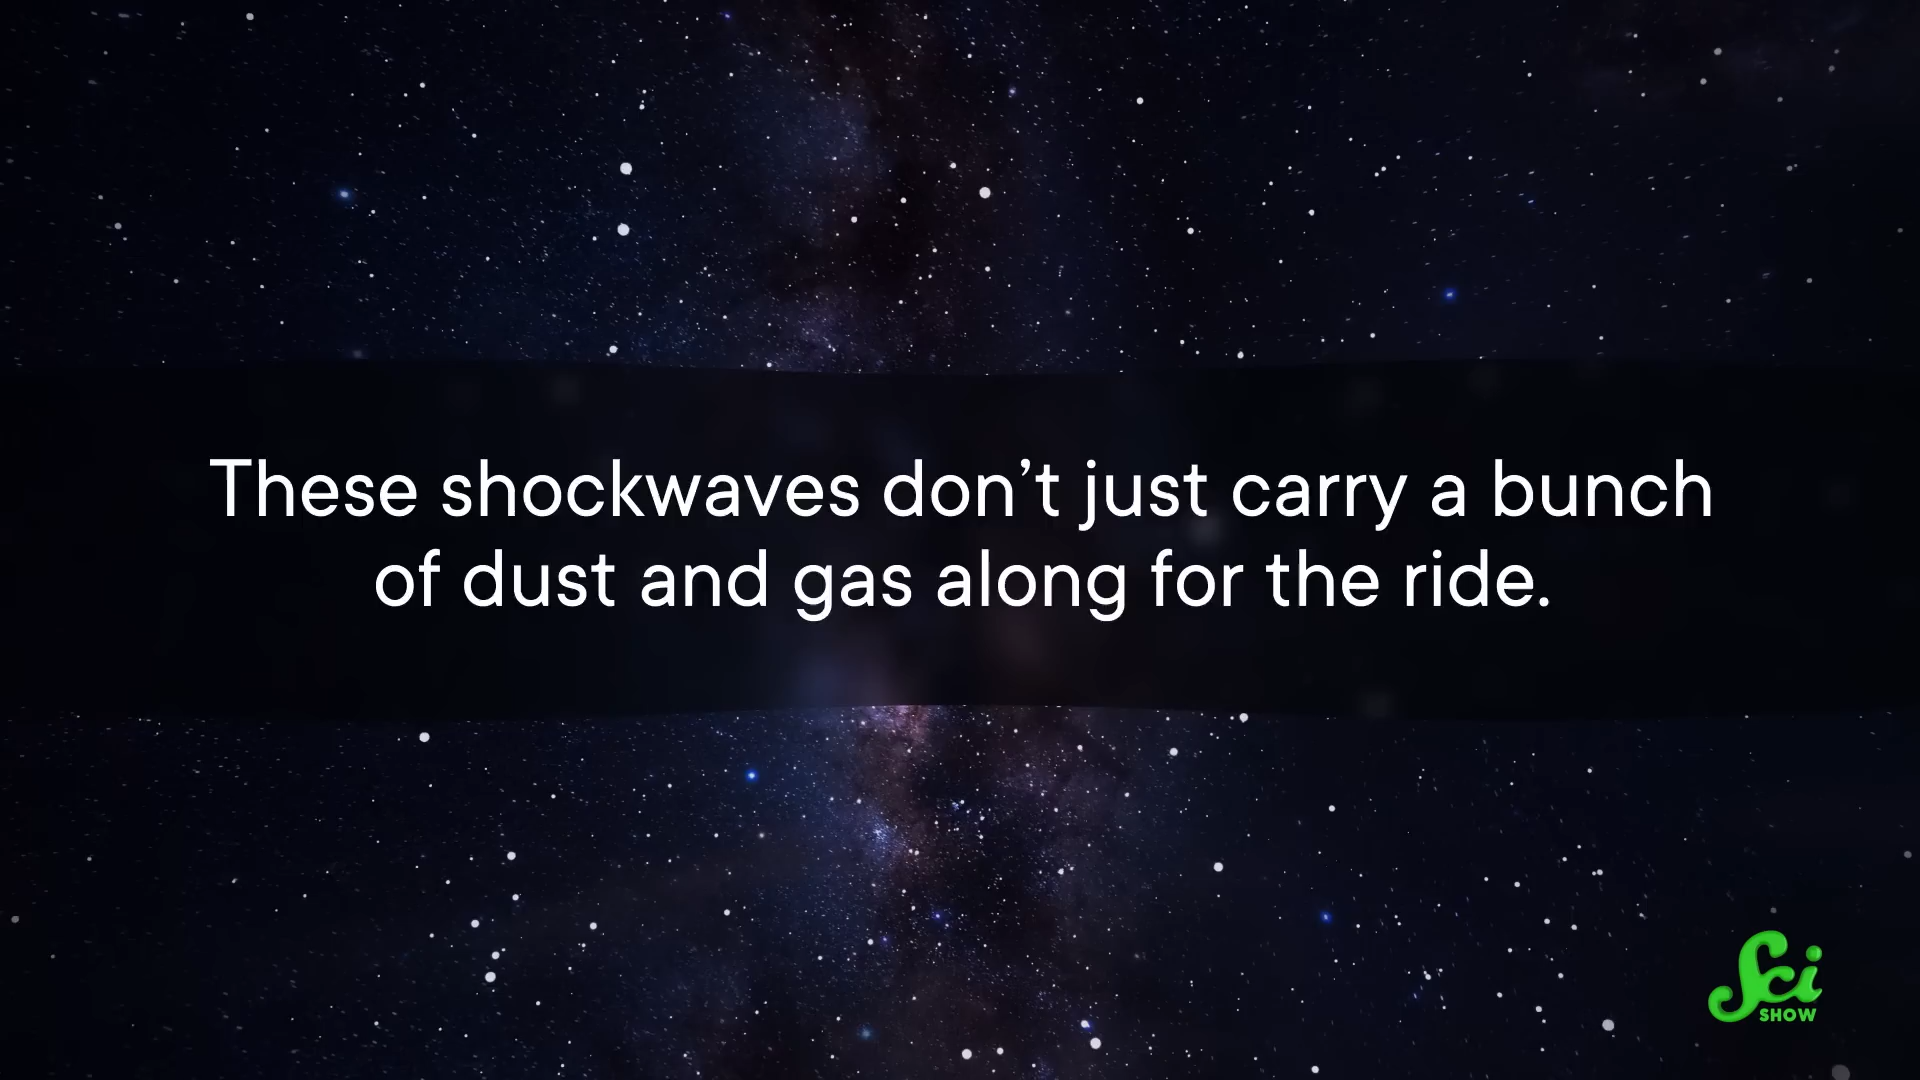 These shockwaves don’t just carry a bunch
of dust and gas along for the ride.
Sci
SHOW